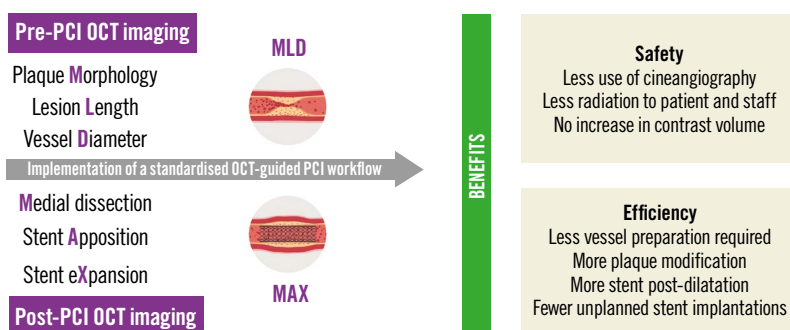 Pre-PCI OCT imaging
MLD
Plaque Morphology
Lesion Length
Vessel Diameter
Implementation of a standardised OCT-guided PCI workflow
Medial dissection
Stent Apposition
Stent eXpansion
MAX
Post-PCI OCT imaging
BENEFITS
Safety
Less use of cineangiography
Less radiation to patient and staff
No increase in contrast volume
Efficiency
Less vessel preparation required
More plaque modification
More stent post-dilatation
Fewer unplanned stent implantations